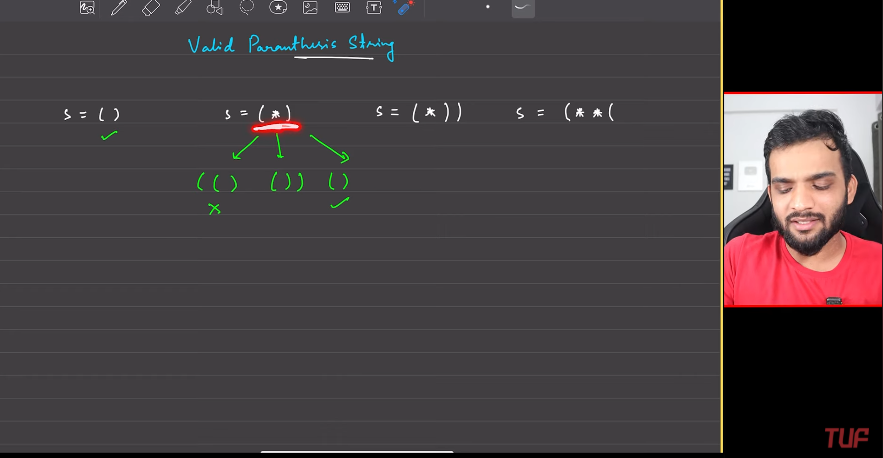 Valid Paranthesis String
s = ( )    s = ( * )    s = ( * ) )    s = ( * * (
( ( )    ( ) )    ( )
TUF